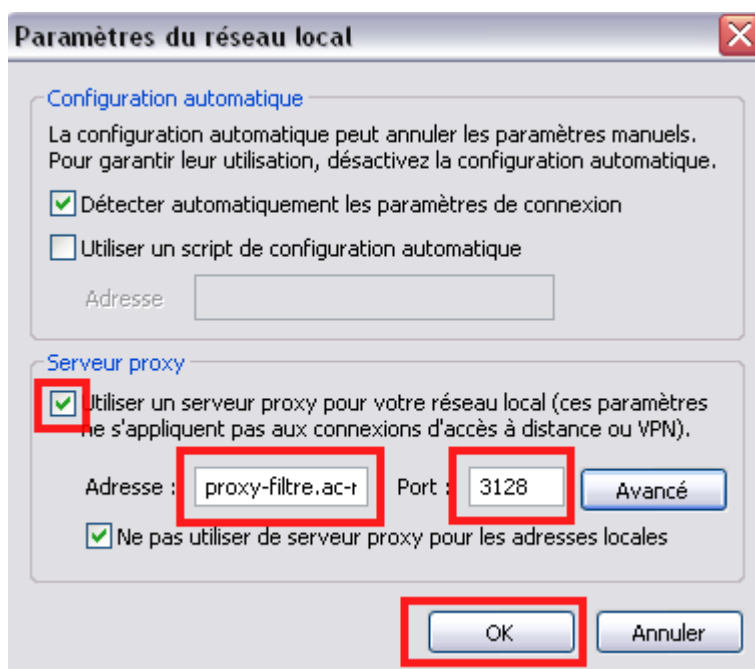 Paramètres du réseau local
Configuration automatique
La configuration automatique peut annuler les paramètres manuels.
Pour garantir leur utilisation, désactivez la configuration automatique.
Détecter automatiquement les paramètres de connexion
Utiliser un script de configuration automatique
Adresse
Serveur proxy
Utiliser un serveur proxy pour votre réseau local (ces paramètres
ne s'appliquent pas aux connexions d'accès à distance ou VPN).
Adresse : proxy-filtre.ac-r Port : 3128 Avancé
Ne pas utiliser de serveur proxy pour les adresses locales
OK Annuler